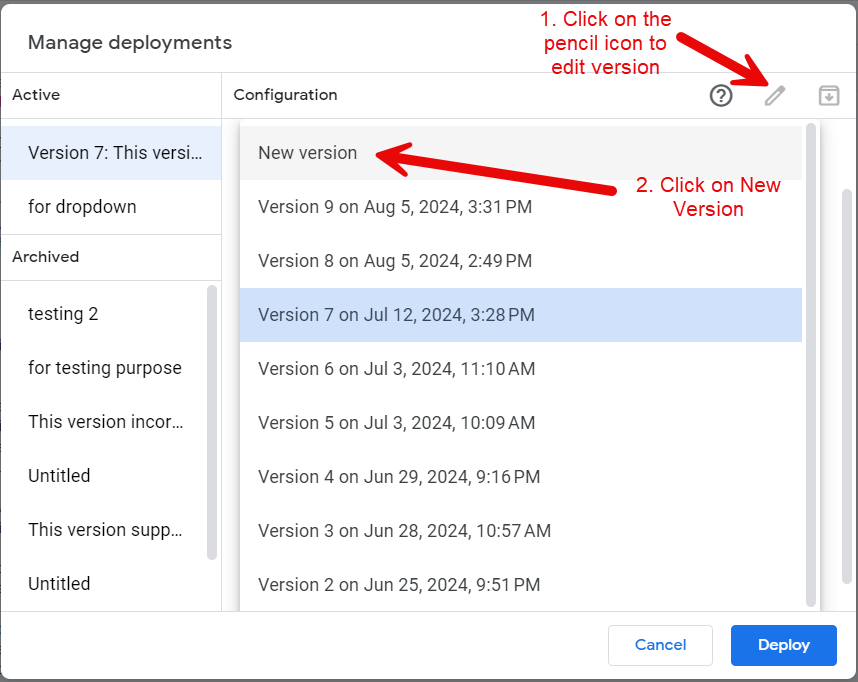 Manage deployments
1. Click on the
pencil icon to
edit version
Active
Configuration
Version 7: This versi...
for dropdown
Archived
testing 2
for testing purpose
This version incor...
Untitled
This version supp...
Untitled
New version
2. Click on New
Version
Version 9 on Aug 5, 2024, 3:31 PM
Version 8 on Aug 5, 2024, 2:49 PM
Version 7 on Jul 12, 2024, 3:28 PM
Version 6 on Jul 3, 2024, 11:10 AM
Version 5 on Jul 3, 2024, 10:09 AM
Version 4 on Jun 29, 2024, 9:16 PM
Version 3 on Jun 28, 2024, 10:57 AM
Version 2 on Jun 25, 2024, 9:51 PM
Cancel
Deploy